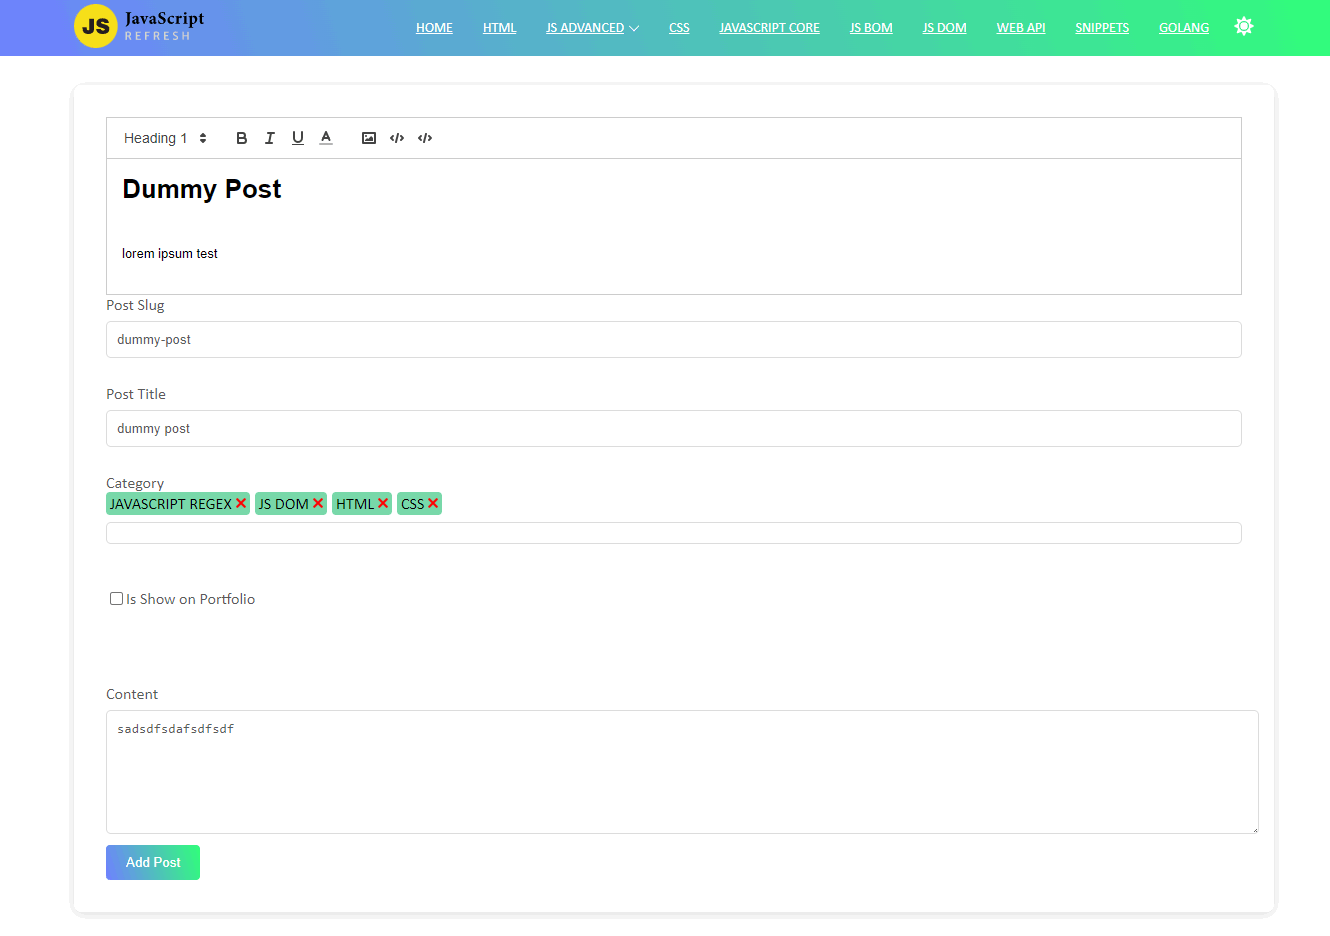 JS JavaScript
REFRESH
HOME HTML JS ADVANCED CSS JAVASCRIPT CORE JS BOM JS DOM WEB API SNIPPETS GOLANG
Heading 1 B I U A
Dummy Post
lorem ipsum test
Post Slug
dummy-post
Post Title
dummy post
Category
JAVASCRIPT REGEX JS DOM HTML CSS
Is Show on Portfolio
Content
sadsdfsdafsdfsdf
Add Post